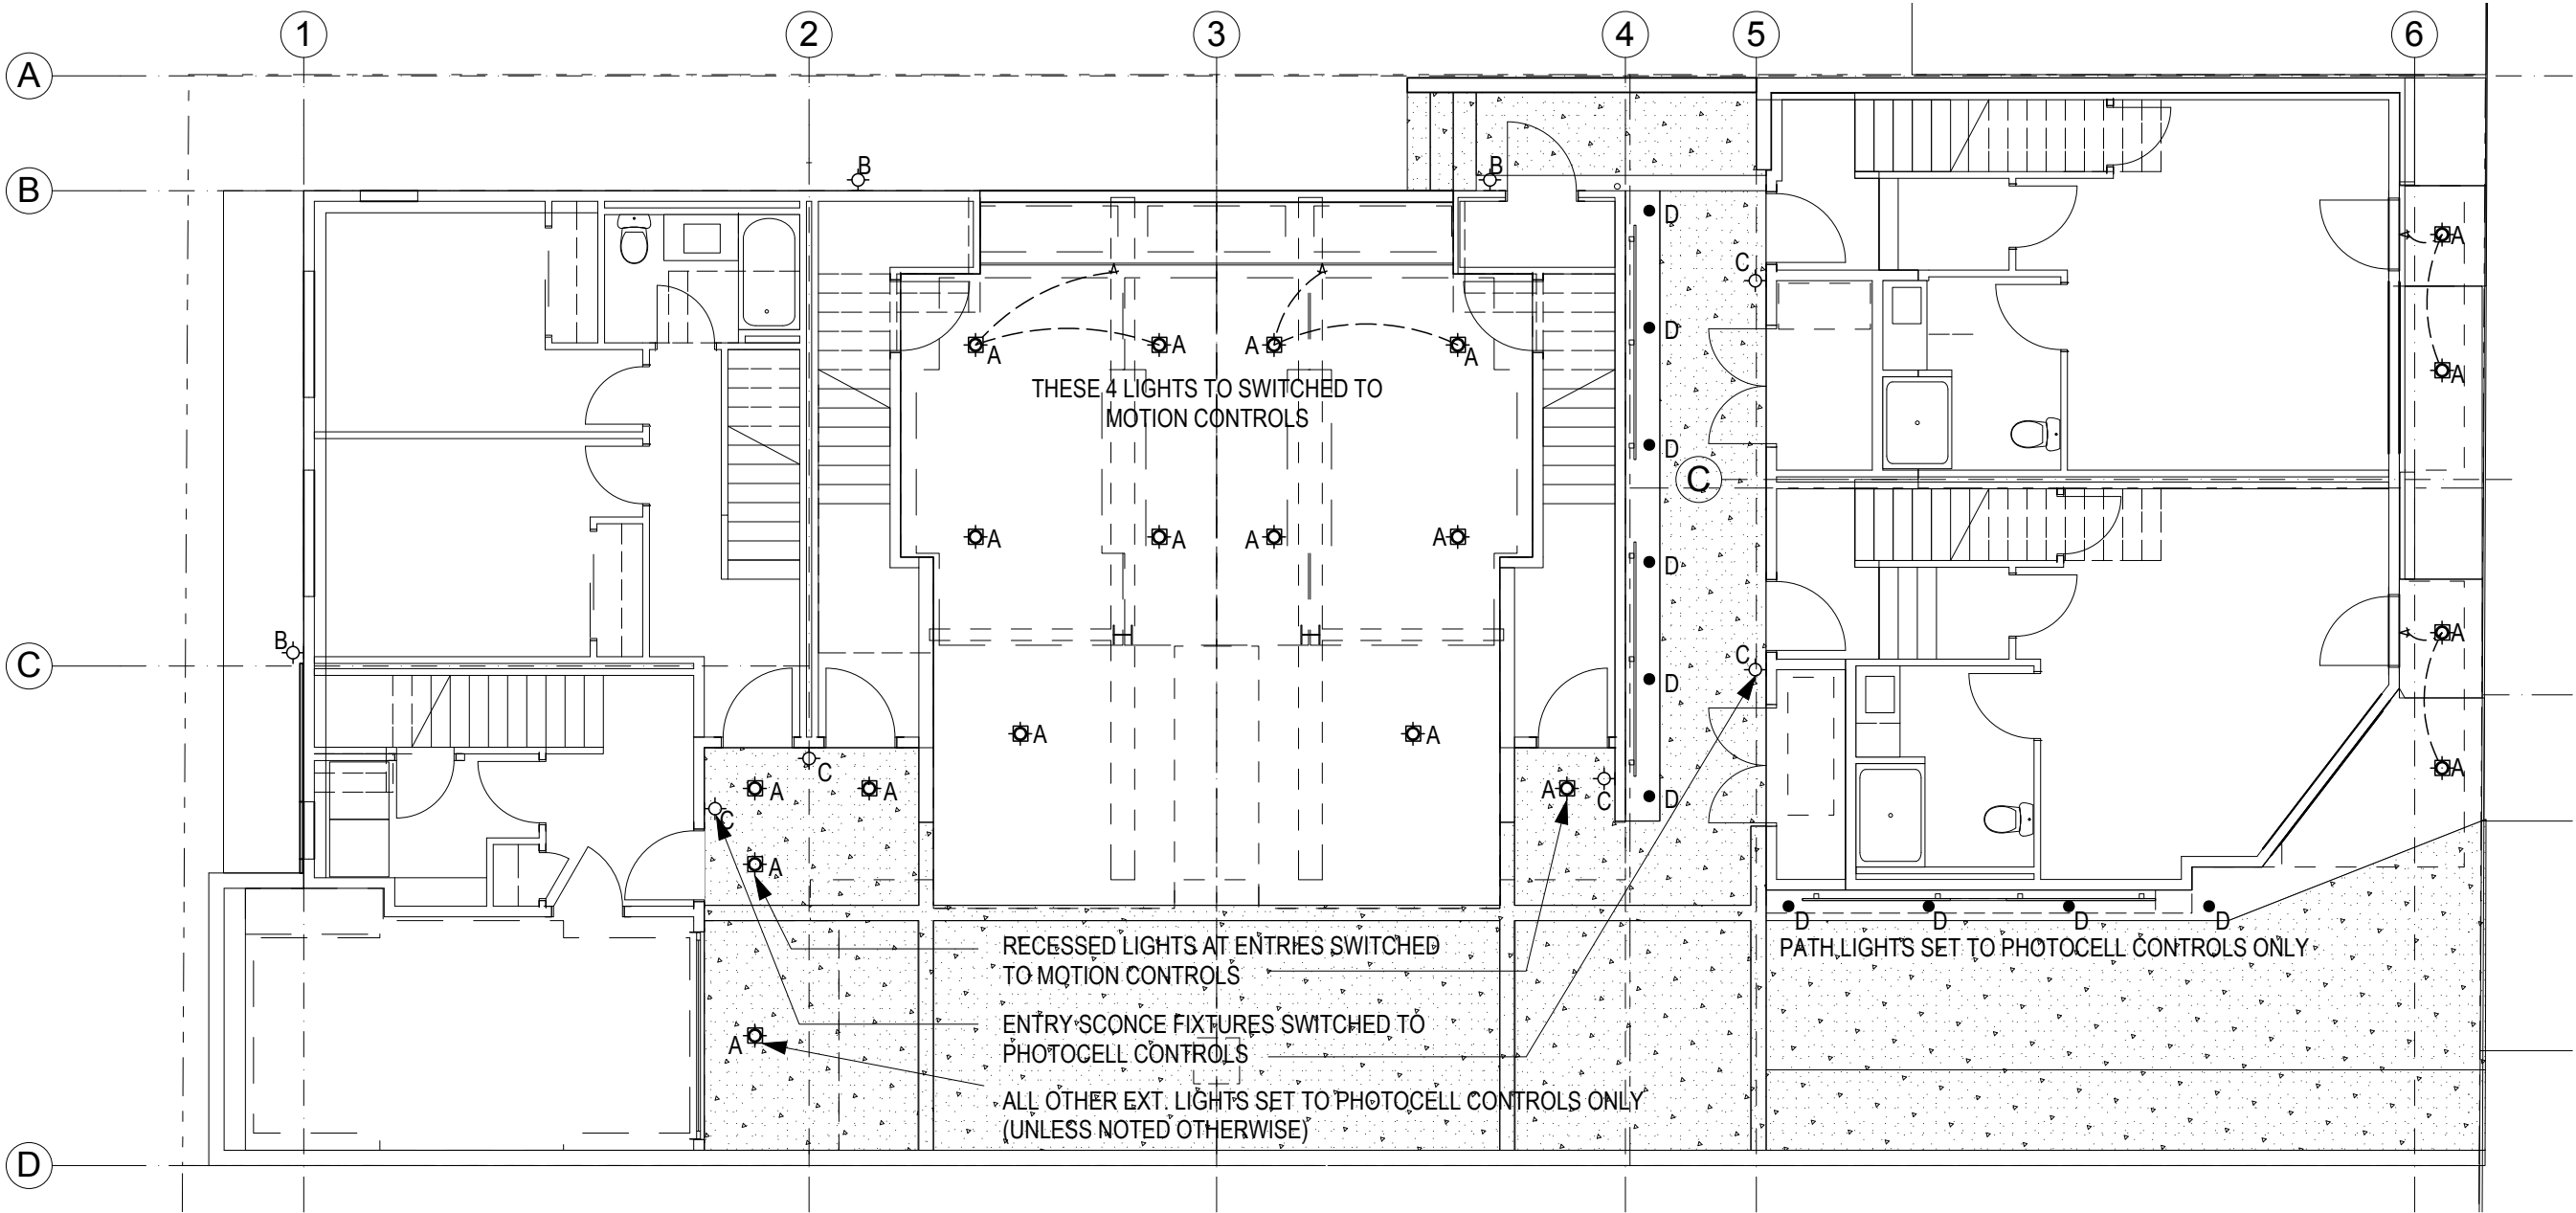 1 2 3 4 5 6
A
B
B
B
D
C
A
A
A
A
A
A
D
A
THESE 4 LIGHTS TO SWITCHED TO
MOTION CONTROLS
D
C
A
A
A
A
D
B
C
C
D
A
A
A
C
A
A
A
C
D
A
C
A
D
D
D
D
RECESSED LIGHTS AT ENTRIES SWITCHED
TO MOTION CONTROLS
PATH LIGHTS SET TO PHOTOCELL CONTROLS ONLY
ENTRY SCONCE FIXTURES SWITCHED TO
PHOTOCELL CONTROLS
A
ALL OTHER EXT. LIGHTS SET TO PHOTOCELL CONTROLS ONLY
(UNLESS NOTED OTHERWISE)
D